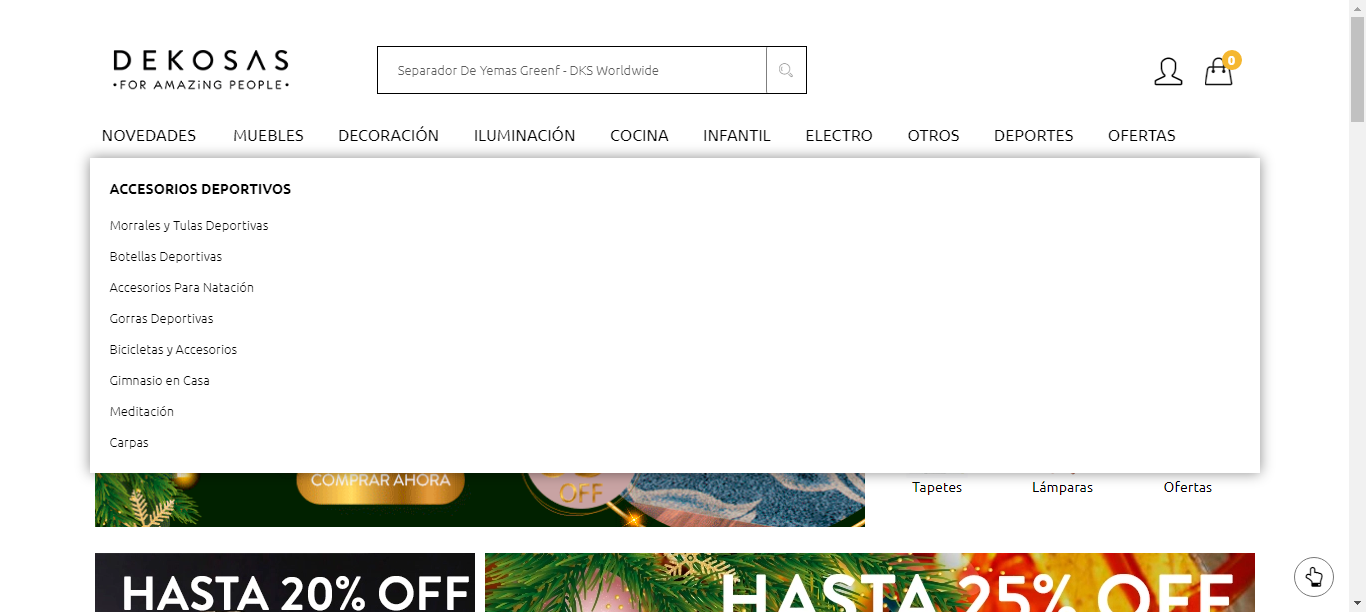 DEKOSAS
•FOR AMAZiNG PEOPLE•
Separador De Yemas Greenf - DKS Worldwide
0
NOVEDADES MUEBLES DECORACIÓN ILUMINACIÓN COCINA INFANTIL ELECTRO OTROS DEPORTES OFERTAS
ACCESORIOS DEPORTIVOS
Morrales y Tulas Deportivas
Botellas Deportivas
Accesorios Para Natación
Gorras Deportivas
Bicicletas y Accesorios
Gimnasio en Casa
Meditación
Carpas
COMPRAR AHORA
OFF
Tapetes Lámparas Ofertas
HASTA 20% OFF
HASTA 25% OFF